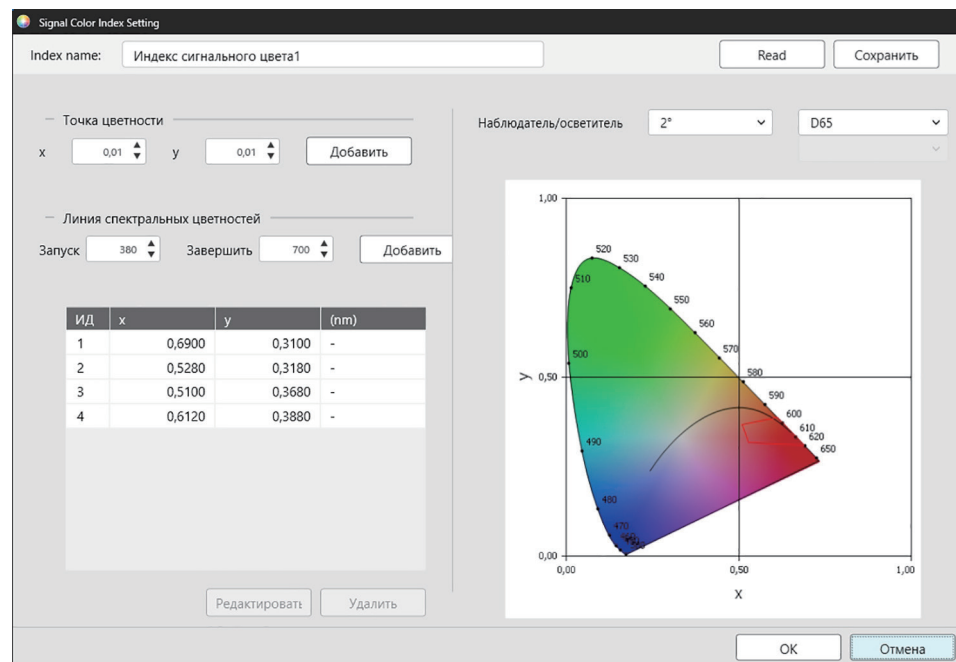 Signal Color Index Setting
Index name: Индекс сигнального цвета1 Read Сохранить
Точка цветности
x 0,01 y 0,01 Добавить
Линия спектральных цветностей
Запуск 380 Завершить 700 Добавить
ИД x y (nm)
1 0,6900 0,3100 -
2 0,5280 0,3180 -
3 0,5100 0,3680 -
4 0,6120 0,3880 -
Редактировать Удалить
Наблюдатель/осветитель 2° D65
1,00
520
530
510
540
550
560
570
500
580
y 0,50
590
600
610
620
490
650
480
470
0,00
0,00 0,50 1,00
x
OK Отмена